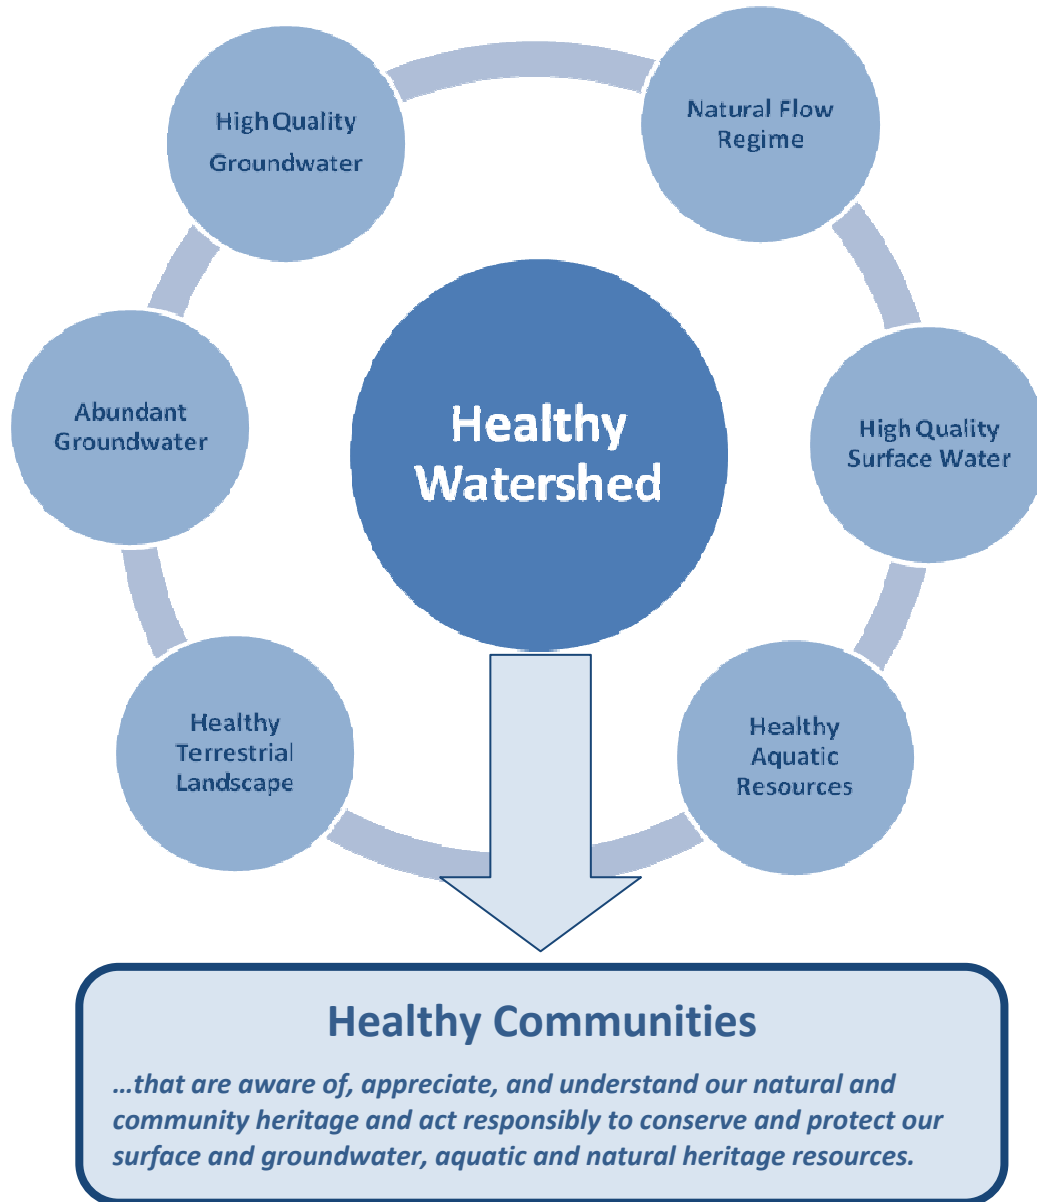 High Quality
Groundwater
Natural Flow
Regime
Abundant
Groundwater
Healthy
Watershed
High Quality
Surface Water
Healthy
Terrestrial
Landscape
Healthy
Aquatic
Resources
Healthy Communities
...that are aware of, appreciate, and understand our natural and
community heritage and act responsibly to conserve and protect our
surface and groundwater, aquatic and natural heritage resources.